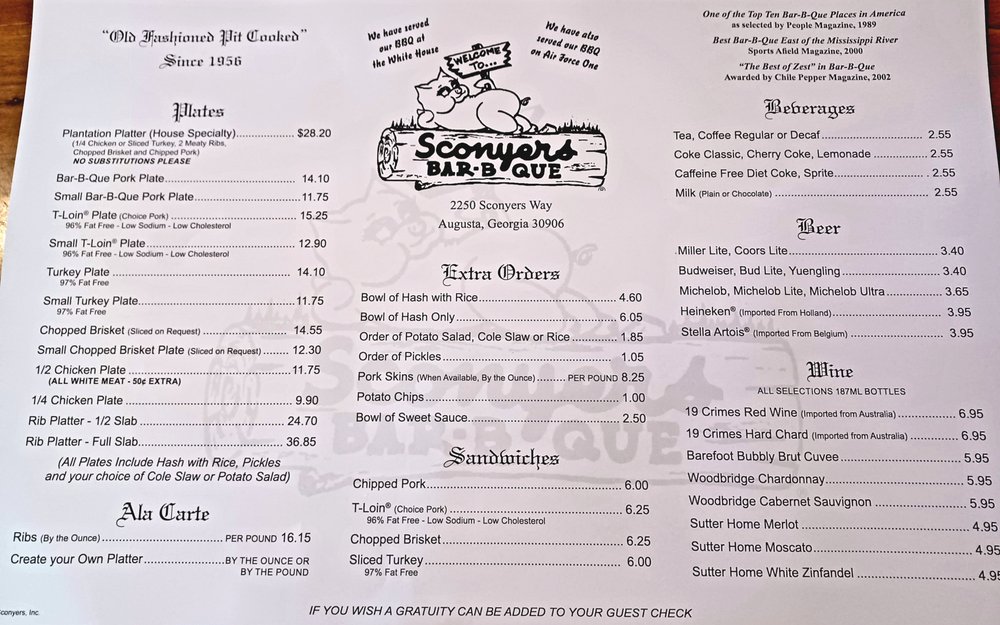 "Old Fashioned Pit Cooked"
Since 1956
Plates
Plantation Platter (House Specialty)................. $28.20
(1/4 Chicken or Sliced Turkey, 2 Meaty Ribs,
Chopped Brisket and Chipped Pork)
NO SUBSTITUTIONS PLEASE
Bar-B-Que Pork Plate..................................... 14.10
Small Bar-B-Que Pork Plate.............................11.75
T-Loin® Plate (Choice Pork) ................................ 15.25
96% Fat Free - Low Sodium - Low Cholesterol
Small T-Loin® Plate......................................... 12.90
96% Fat Free - Low Sodium - Low Cholesterol
Turkey Plate .................................................. 14.10
97% Fat Free
Small Turkey Plate.......................................... 11.75
97% Fat Free
Chopped Brisket (Sliced on Request) ...................... 14.55
Small Chopped Brisket Plate (Sliced on Request) ....... 12.30
1/2 Chicken Plate ............................................11.75
(ALL WHITE MEAT - 50¢ EXTRA)
1/4 Chicken Plate ............................................ 9.90
Rib Platter - 1/2 Slab ...................................... 24.70
Rib Platter - Full Slab...................................... 36.85
(All Plates Include Hash with Rice, Pickles
and your choice of Cole Slaw or Potato Salad)
Ala Carte
Ribs (By the Ounce) ............................ PER POUND 16.15
Create your Own Platter.....................BY THE OUNCE OR
BY THE POUND
Sconyers, Inc.
We have served
our BBQ at
the White House
We have also
served our BBQ
on Air Force One
WELCOME
TO...
Sconyers
BAR-B-QUE
2250 Sconyers Way
Augusta, Georgia 30906
Extra Orders
Bowl of Hash with Rice................................... 4.60
Bowl of Hash Only......................................... 6.05
Order of Potato Salad, Cole Slaw or Rice ........ 1.85
Order of Pickles ............................................. 1.05
Pork Skins (When Available, By the Ounce)......... PER POUND 8.25
Potato Chips .................................................. 1.00
Bowl of Sweet Sauce...................................... 2.50
Sandwiches
Chipped Pork.................................................. 6.00
T-Loin® (Choice Pork) ........................................ 6.25
96% Fat Free - Low Sodium - Low Cholesterol
Chopped Brisket.............................................. 6.25
Sliced Turkey.................................................. 6.00
97% Fat Free
One of the Top Ten Bar-B-Que Places in America
as selected by People Magazine, 1989
Best Bar-B-Que East of the Mississippi River
Sports Afield Magazine, 2000
"The Best of Zest" in Bar-B-Que
Awarded by Chile Pepper Magazine, 2002
Beverages
Tea, Coffee Regular or Decaf......................... 2.55
Coke Classic, Cherry Coke, Lemonade ............. 2.55
Caffeine Free Diet Coke, Sprite........................ 2.55
Milk (Plain or Chocolate) ..................................... 2.55
Beer
Miller Lite, Coors Lite................................... 3.40
Budweiser, Bud Lite, Yuengling...................... 3.40
Michelob, Michelob Lite, Michelob Ultra............. 3.65
Heineken® (Imported From Holland)........................ 3.95
Stella Artois® (Imported from Belgium) .................... 3.95
Wine
ALL SELECTIONS 187ML BOTTLES
19 Crimes Red Wine (Imported from Australia) ............... 6.95
19 Crimes Hard Chard (Imported from Australia) ............ 6.95
Barefoot Bubbly Brut Cuvee............................. 5.95
Woodbridge Chardonnay.................................. 5.95
Woodbridge Cabernet Sauvignon ..................... 5.95
Sutter Home Merlot ......................................... 4.95
Sutter Home Moscato...................................... 4.95
Sutter Home White Zinfandel ........................... 4.95
IF YOU WISH A GRATUITY CAN BE ADDED TO YOUR GUEST CHECK